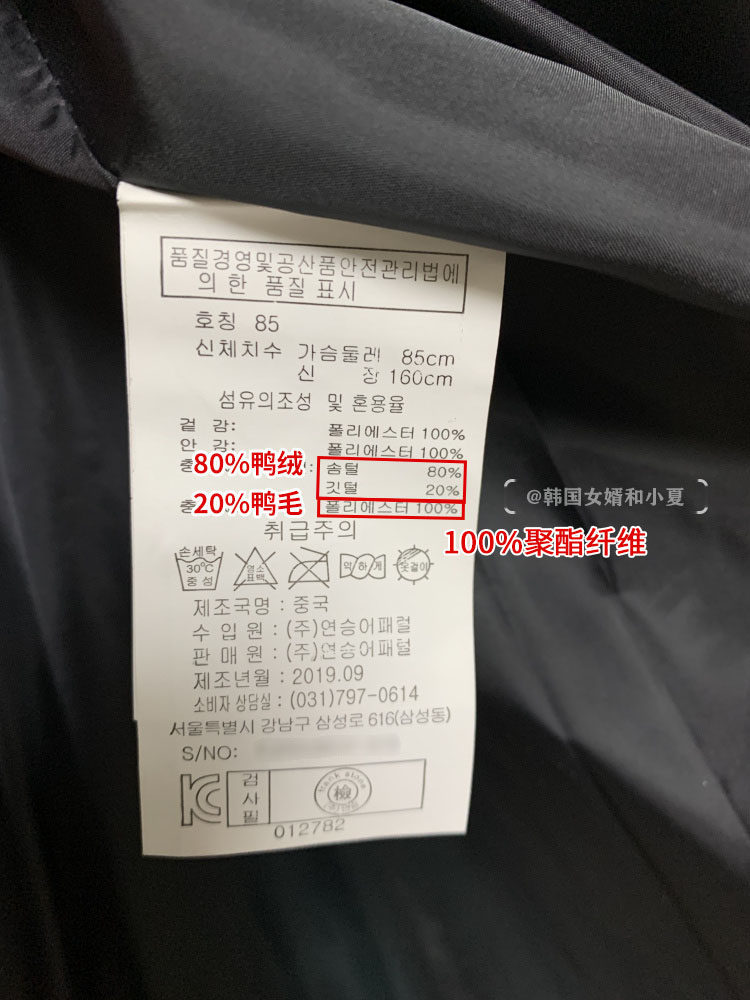 품질경영및공산품안전관리법에
의 한 품질 표시
호칭 85
신체치수 가슴둘레 85cm
신 장 160cm
섬유의조성 및 혼용율
겉 감: 폴리에스터 100%
안 감: 폴리에스터 100%
80%鸭绒 충 솜털 80%
깃털 20%
20%鸭毛 충 폴리에스터 100%
@韩国女婿和小夏
취급주의
100%聚酯纤维
손세탁
30℃
중성
염소
표백
약하게
옷걸이
제조국명 : 중국
수 입 원 : (주)연승어패럴
판 매 원 : (주)연승어패럴
제조년월 : 2019.09
소비자 상담실 : (031)797-0614
서울특별시 강남구 삼성로 616(삼성동)
S/NO:
검
사
필
hank
檢
012782